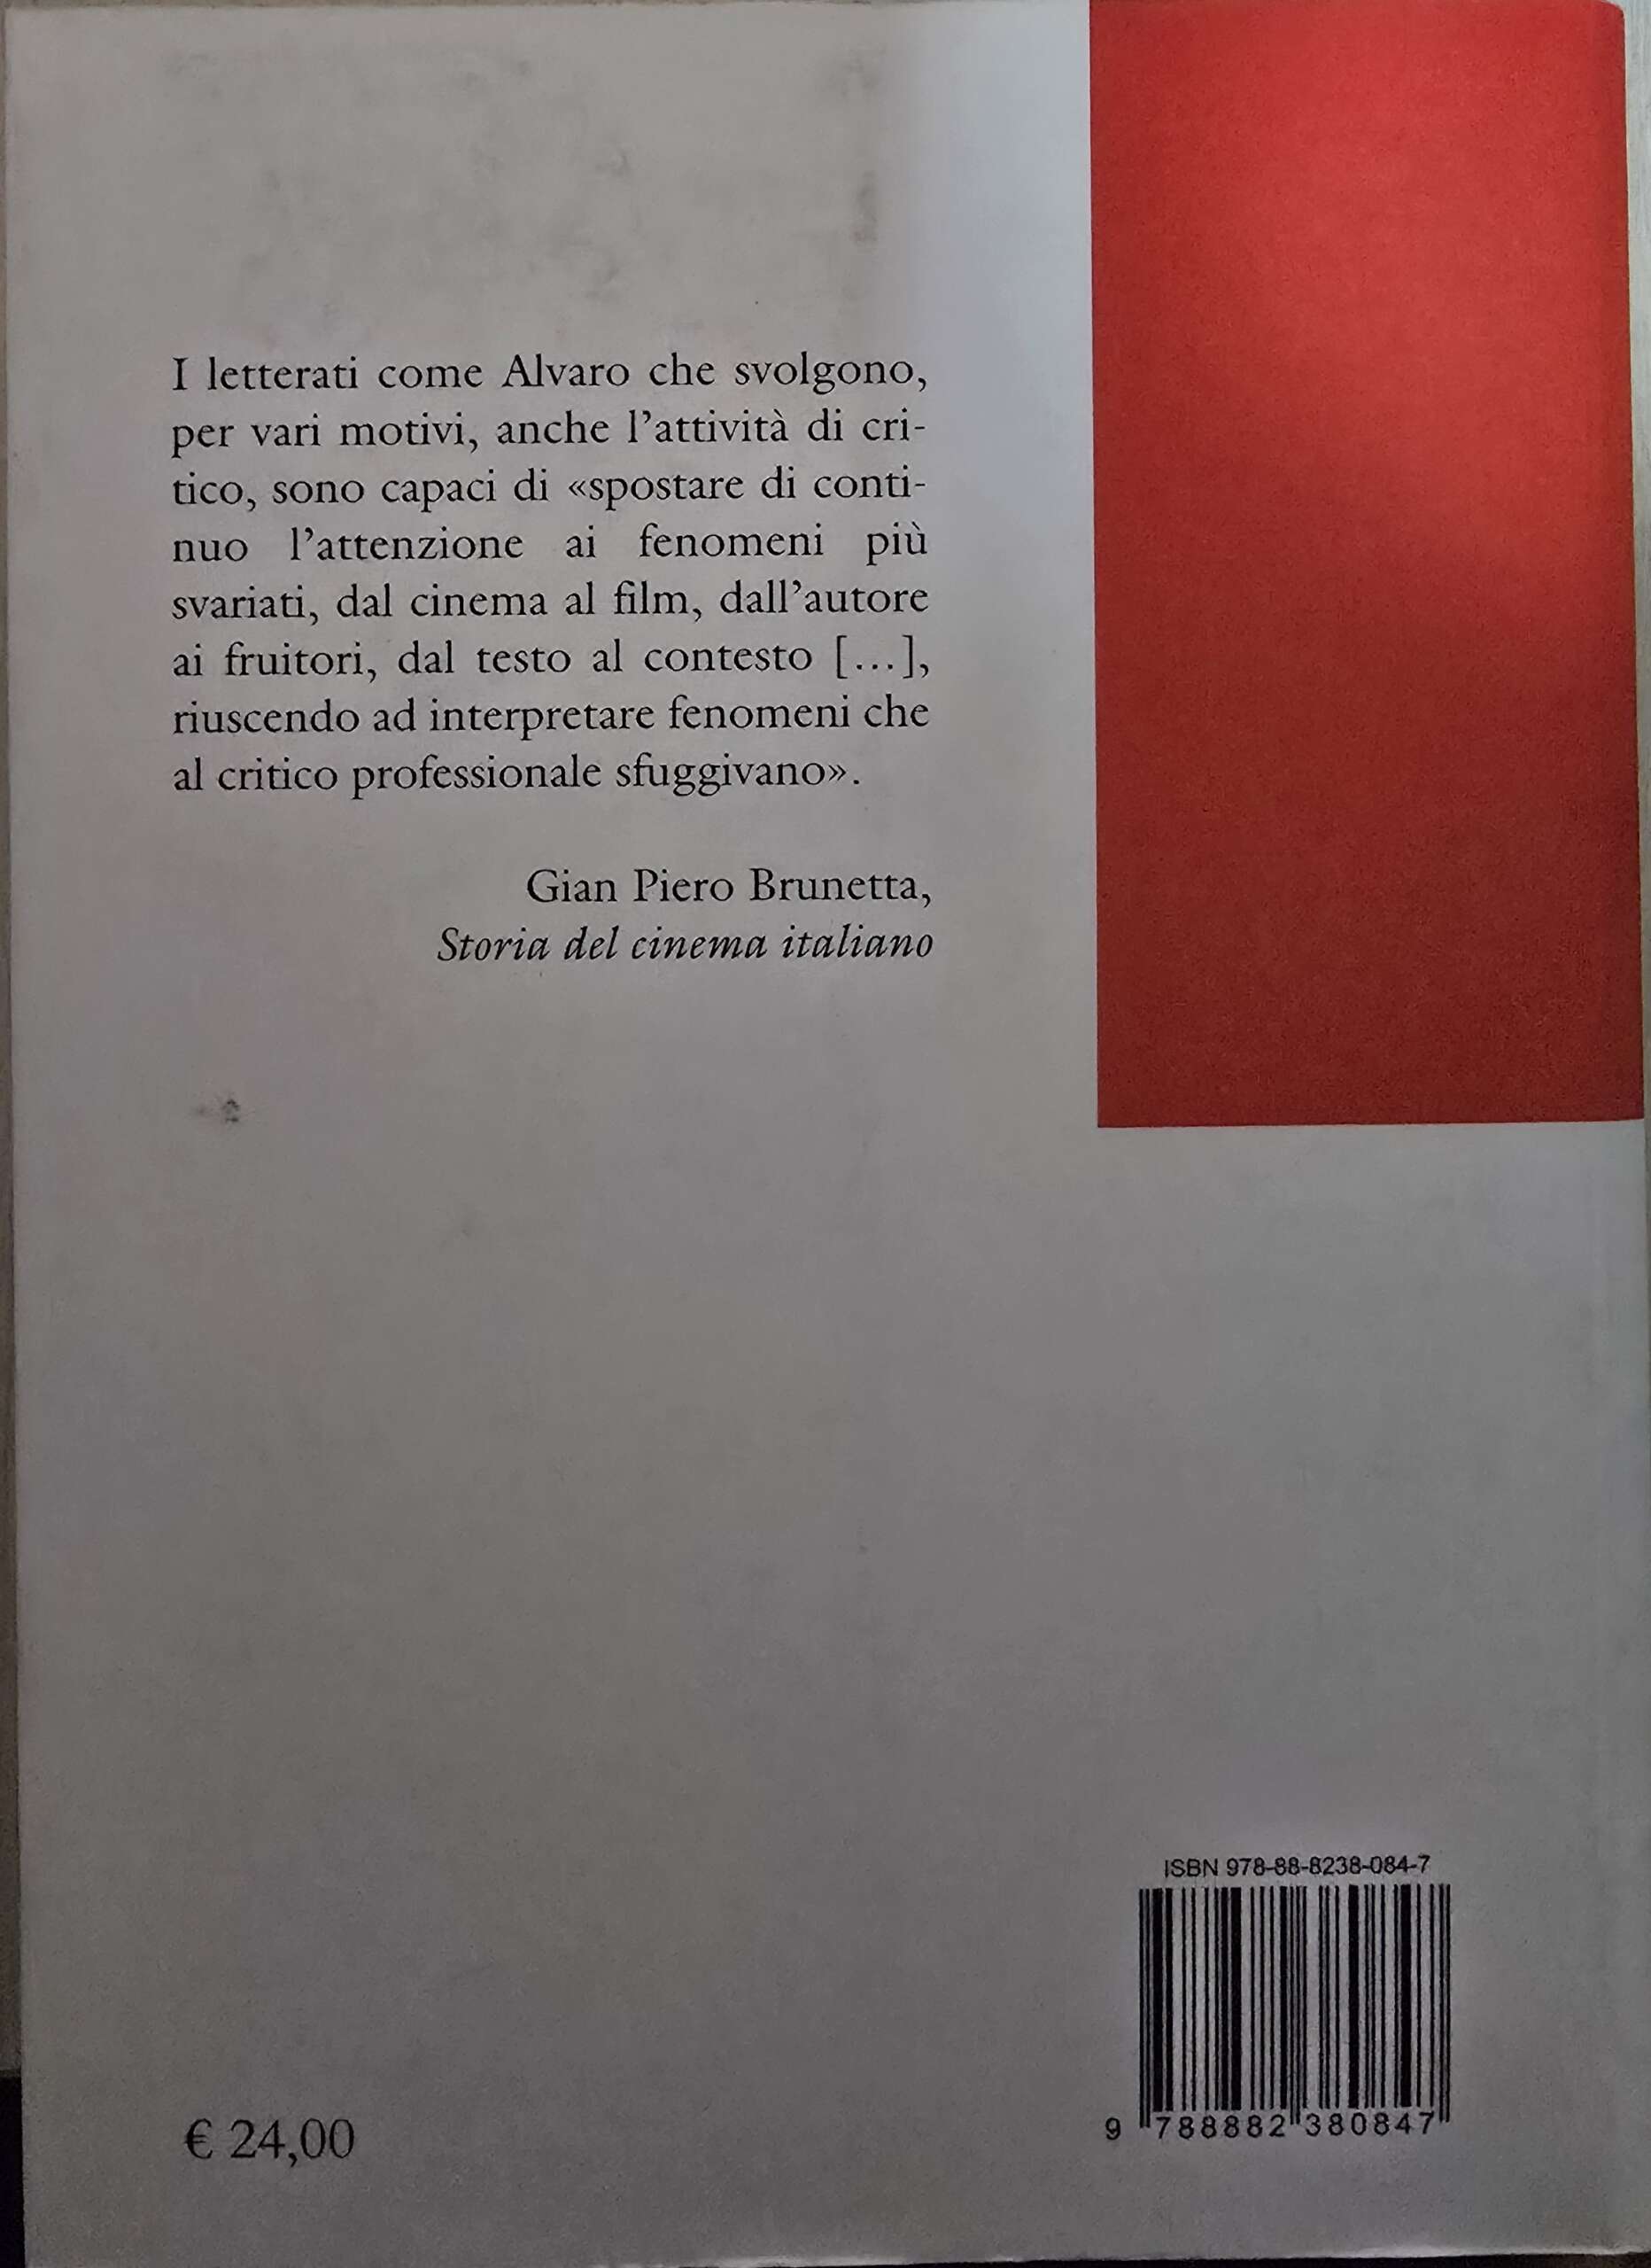 I letterati come Alvaro che svolgono,
per vari motivi, anche l’attività di cri-
tico, sono capaci di «spostare di conti-
nuo l’attenzione ai fenomeni più
svariati, dal cinema al film, dall’autore
ai fruitori, dal testo al contesto [...],
riuscendo ad interpretare fenomeni che
al critico professionale sfuggivano».
Gian Piero Brunetta,
Storia del cinema italiano
ISBN 978-88-8238-084-7
9 788882 380847
€ 24,00